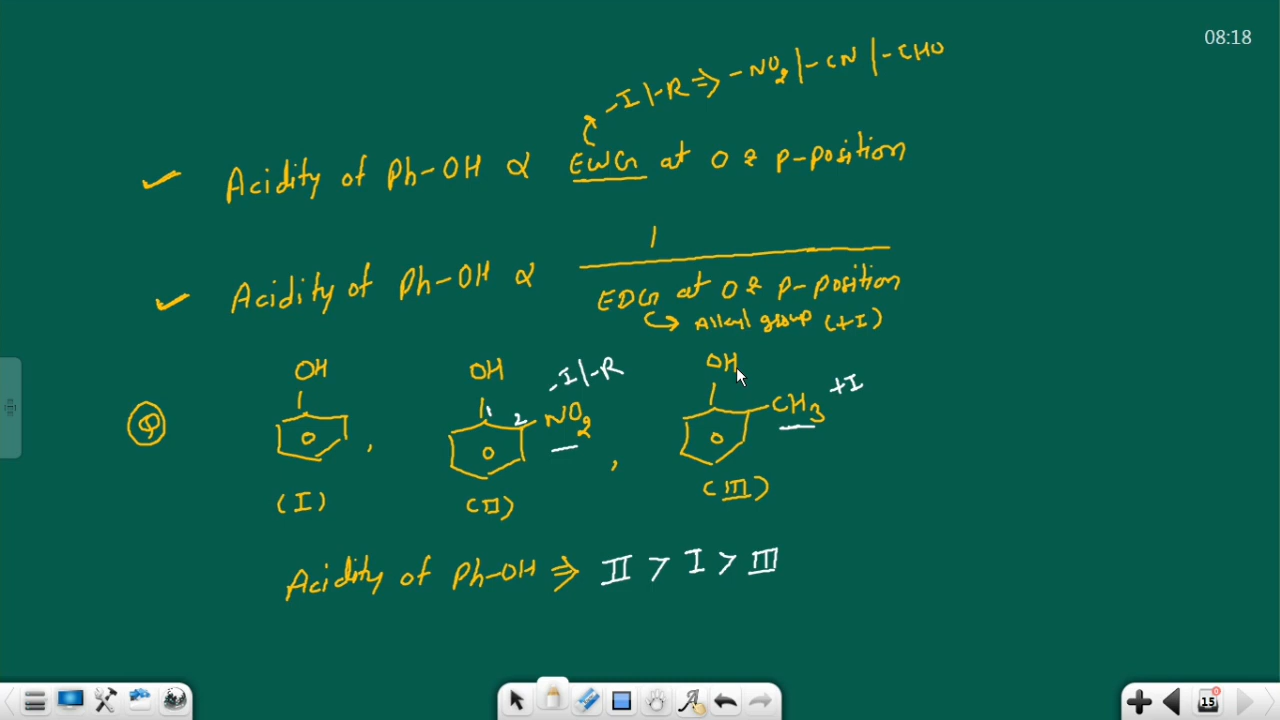 08:18
-I|-R ⇒ -NO2|-CN|-CHO
✓ Acidity of Ph-OH ∝ EWG at O & p-position
1
✓ Acidity of Ph-OH ∝
EDG at O & p-position
↪ Alkyl group (+I)
OH OH -I|-R OH
Q 1 2 NO2 CH3 +I
, ,
(I) (II) (III)
Acidity of Ph-OH ⇒ II > I > III
15